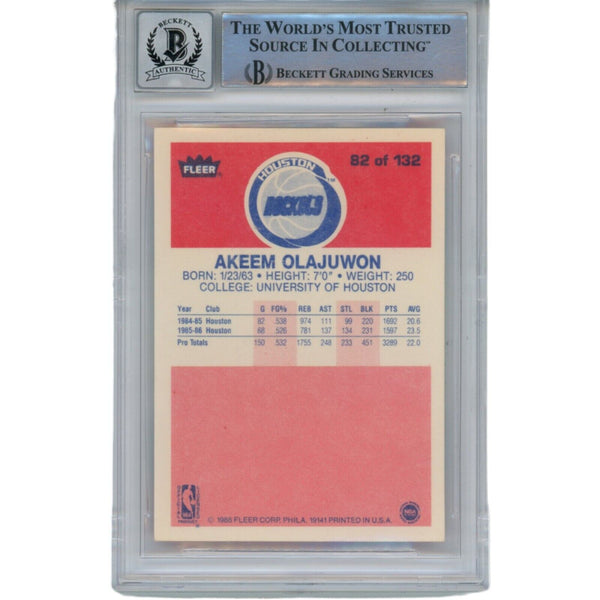 BECKETT
B
AUTHENTIC
THE WORLD'S MOST TRUSTED
SOURCE IN COLLECTING™
B BECKETT GRADING SERVICES
FLEER
HOUSTON
ROCKETS
82 of 132
AKEEM OLAJUWON
BORN: 1/23/63 • HEIGHT: 7'0" • WEIGHT: 250
COLLEGE: UNIVERSITY OF HOUSTON
Year Club G FG% REB AST STL BLK PTS AVG
1984-85 Houston 82 .538 974 111 99 220 1692 20.6
1985-86 Houston 68 .526 781 137 134 231 1597 23.5
Pro Totals 150 .532 1755 248 233 451 3289 22.0
NBA
© 1986 FLEER CORP. PHILA. 19141 PRINTED IN U.S.A.